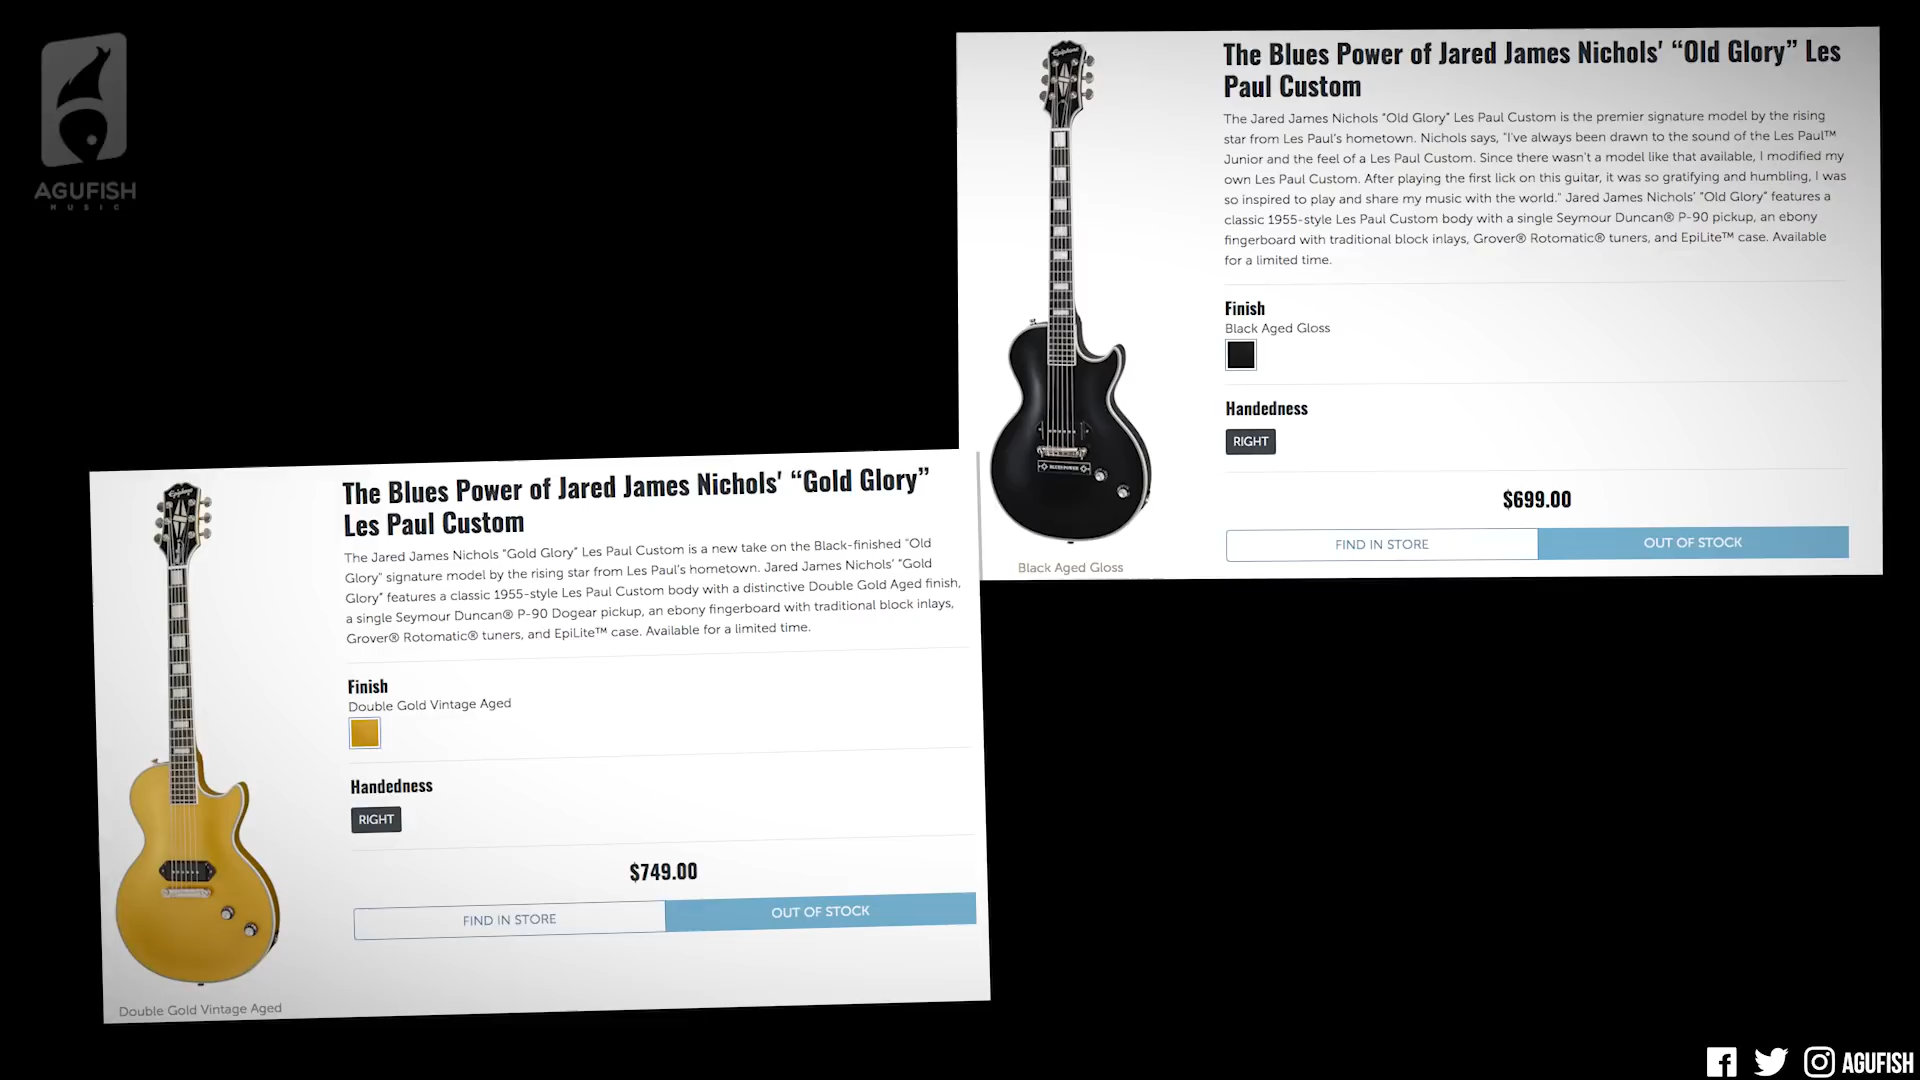 AGUFISH
MUSIC
The Blues Power of Jared James Nichols' “Old Glory” Les
Paul Custom
The Jared James Nichols “Old Glory” Les Paul Custom is the premier signature model by the rising
star from Les Paul’s hometown. Nichols says, "I've always been drawn to the sound of the Les Paul™
Junior and the feel of a Les Paul Custom. Since there wasn't a model like that available, I modified my
own Les Paul Custom. After playing the first lick on this guitar, it was so gratifying and humbling, I was
so inspired to play and share my music with the world." Jared James Nichols’ “Old Glory” features a
classic 1955-style Les Paul Custom body with a single Seymour Duncan® P-90 pickup, an ebony
fingerboard with traditional block inlays, Grover® Rotomatic® tuners, and EpiLite™ case. Available
for a limited time.
Finish
Black Aged Gloss
Handedness
RIGHT
$699.00
FIND IN STORE
OUT OF STOCK
Epiphone
BLUES POWER
Black Aged Gloss
The Blues Power of Jared James Nichols' “Gold Glory”
Les Paul Custom
The Jared James Nichols “Gold Glory” Les Paul Custom is a new take on the Black-finished “Old
Glory” signature model by the rising star from Les Paul’s hometown. Jared James Nichols’ “Gold
Glory” features a classic 1955-style Les Paul Custom body with a distinctive Double Gold Aged finish,
a single Seymour Duncan® P-90 Dogear pickup, an ebony fingerboard with traditional block inlays,
Grover® Rotomatic® tuners, and EpiLite™ case. Available for a limited time.
Finish
Double Gold Vintage Aged
Handedness
RIGHT
$749.00
FIND IN STORE
OUT OF STOCK
Epiphone
Double Gold Vintage Aged
AGUFISH